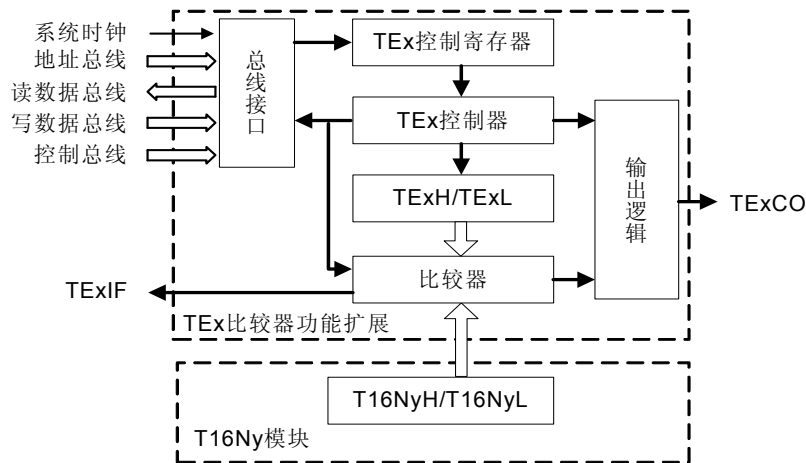 系统时钟
地址总线
读数据总线
写数据总线
控制总线
总线接口
TEx控制寄存器
TEx控制器
TExH/TExL
比较器
输出逻辑
TExCO
TExIF
TEx比较器功能扩展
T16NyH/T16NyL
T16Ny模块